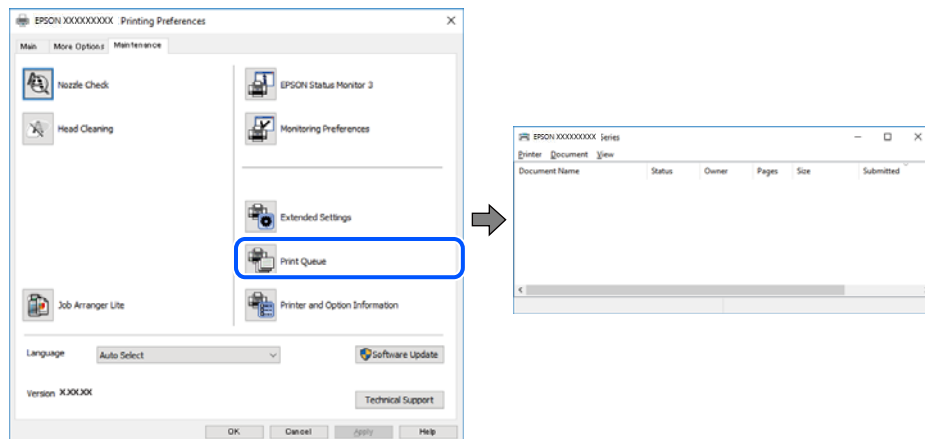 EPSON XXXXXXXXX Printing Preferences
Main More Options Maintenance
Nozzle Check
EPSON Status Monitor 3
Head Cleaning
Monitoring Preferences
Extended Settings
Print Queue
Job Arranger Lite
Printer and Option Information
Language Auto Select Software Update
Version X.XX.XX
Technical Support
OK Cancel Apply Help
EPSON XXXXXXXXX Series
Printer Document View
Document Name Status Owner Pages Size Submitted